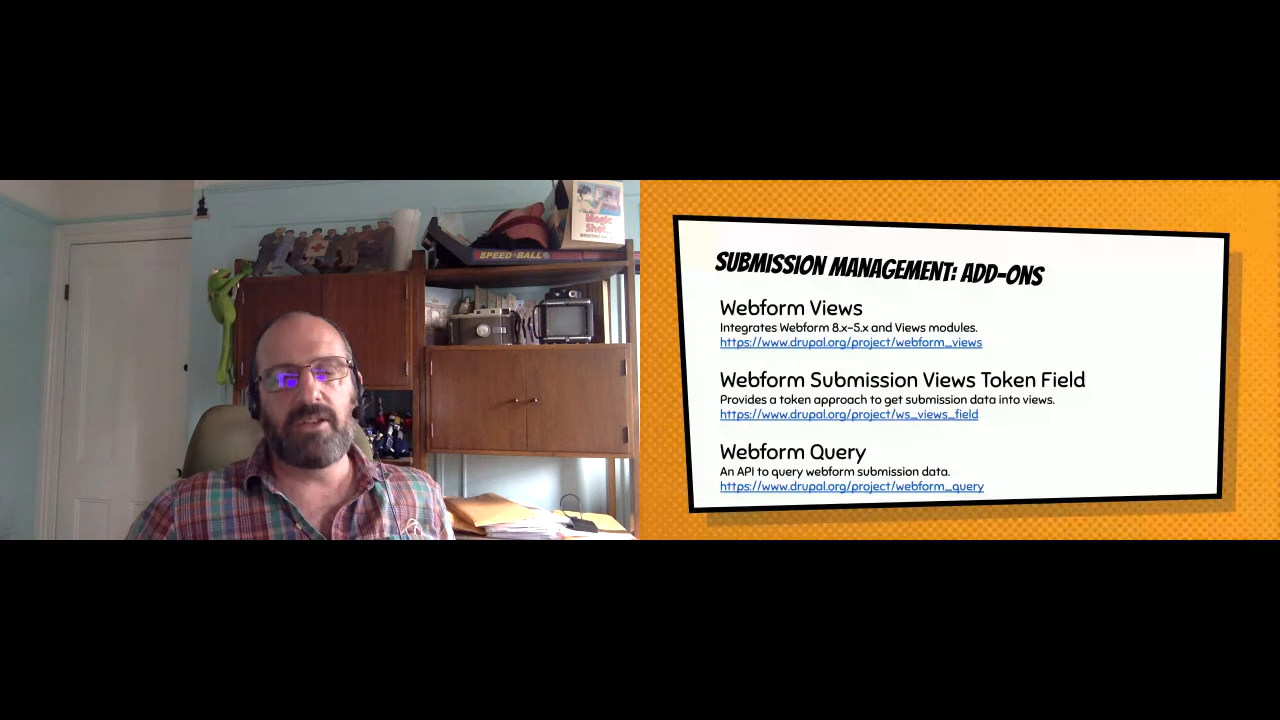 Magic
Shot
SPEED BALL
SUBMISSION MANAGEMENT: ADD-ONS
Webform Views
Integrates Webform 8.x-5.x and Views modules.
https://www.drupal.org/project/webform_views
Webform Submission Views Token Field
Provides a token approach to get submission data into views.
https://www.drupal.org/project/ws_views_field
Webform Query
An API to query webform submission data.
https://www.drupal.org/project/webform_query